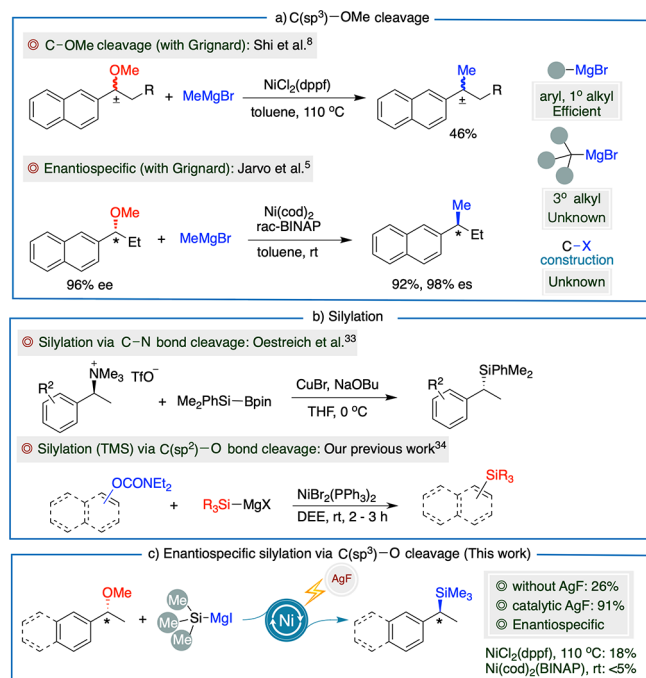 a) C(sp³)−OMe cleavage
◎ C−OMe cleavage (with Grignard): Shi et al.⁸
OMe
R
±
+
MeMgBr
NiCl₂(dppf)
toluene, 110 ºC
Me
R
±
46%
MgBr
aryl, 1º alkyl
Efficient
MgBr
3º alkyl
Unknown
C−X
construction
Unknown
◎ Enantiospecific (with Grignard): Jarvo et al.⁵
OMe
*
Et
96% ee
+
MeMgBr
Ni(cod)₂
rac-BINAP
toluene, rt
Me
*
Et
92%, 98% es
b) Silylation
◎ Silylation via C−N bond cleavage: Oestreich et al.³³
R²
+
NMe₃
TfO⁻
+
Me₂PhSi−Bpin
CuBr, NaOBu
THF, 0 ºC
R²
SiPhMe₂
◎ Silylation (TMS) via C(sp²)−O bond cleavage: Our previous work³⁴
OCONEt₂
+
R₃Si−MgX
NiBr₂(PPh₃)₂
DEE, rt, 2 - 3 h
SiR₃
c) Enantiospecific silylation via C(sp³)−O cleavage (This work)
OMe
*
+
Me
Me
Me
Si
MgI
Ni
AgF
SiMe₃
*
◎ without AgF: 26%
◎ catalytic AgF: 91%
◎ Enantiospecific
NiCl₂(dppf), 110 ºC: 18%
Ni(cod)₂(BINAP), rt: <5%